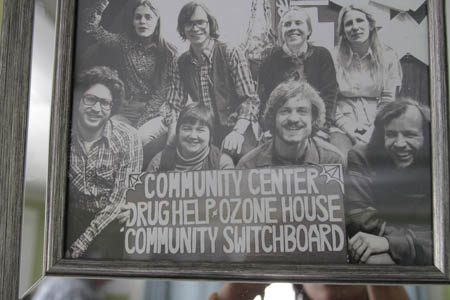 COMMUNITY CENTER
DRUG HELP·OZONE HOUSE
COMMUNITY SWITCHBOARD